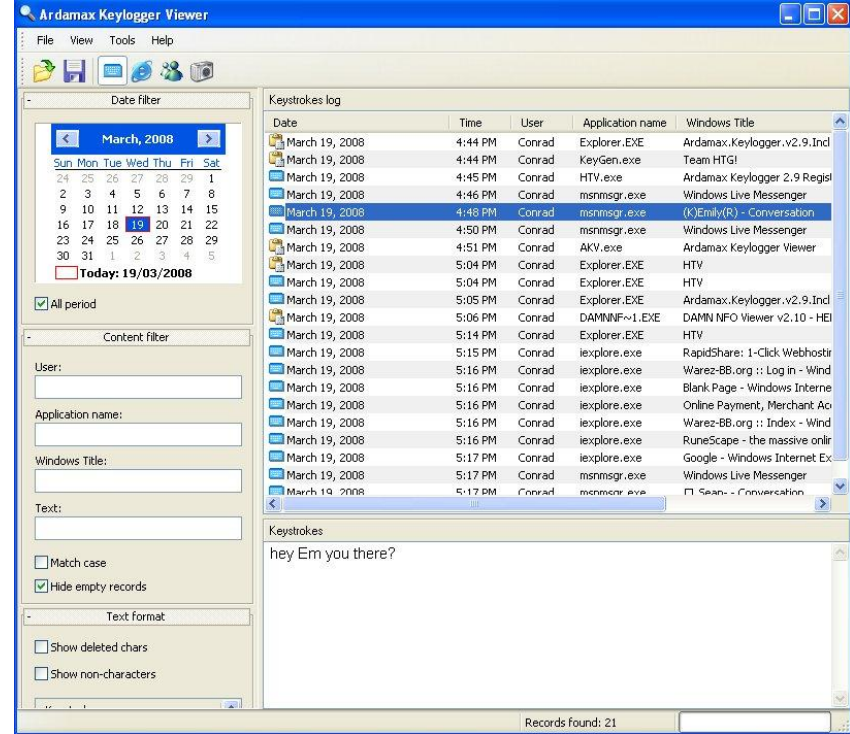 Ardamax Keylogger Viewer
File View Tools Help
Date filter
March, 2008
Sun Mon Tue Wed Thu Fri Sat
24 25 26 27 28 29 1
2 3 4 5 6 7 8
9 10 11 12 13 14 15
16 17 18 19 20 21 22
23 24 25 26 27 28 29
30 31 1 2 3 4 5
Today: 19/03/2008
All period
Content filter
User:
Application name:
Windows Title:
Text:
Match case
Hide empty records
Text format
Show deleted chars
Show non-characters
Keystrokes log
Date Time User Application name Windows Title
March 19, 2008 4:44 PM Conrad Explorer.EXE Ardamax.Keylogger.v2.9.Incl
March 19, 2008 4:44 PM Conrad KeyGen.exe Team HTG!
March 19, 2008 4:45 PM Conrad HTV.exe Ardamax Keylogger 2.9 Regist
March 19, 2008 4:46 PM Conrad msnmsgr.exe Windows Live Messenger
March 19, 2008 4:48 PM Conrad msnmsgr.exe (K)Emily(R) - Conversation
March 19, 2008 4:50 PM Conrad msnmsgr.exe Windows Live Messenger
March 19, 2008 4:51 PM Conrad AKV.exe Ardamax Keylogger Viewer
March 19, 2008 5:04 PM Conrad Explorer.EXE HTV
March 19, 2008 5:04 PM Conrad Explorer.EXE HTV
March 19, 2008 5:05 PM Conrad Explorer.EXE Ardamax.Keylogger.v2.9.Incl
March 19, 2008 5:06 PM Conrad DAMNNF~1.EXE DAMN NFO Viewer v2.10 - HEI
March 19, 2008 5:14 PM Conrad Explorer.EXE HTV
March 19, 2008 5:15 PM Conrad iexplore.exe RapidShare: 1-Click Webhostin
March 19, 2008 5:16 PM Conrad iexplore.exe Warez-BB.org :: Log in - Wind
March 19, 2008 5:16 PM Conrad iexplore.exe Blank Page - Windows Interne
March 19, 2008 5:16 PM Conrad iexplore.exe Online Payment, Merchant Ac
March 19, 2008 5:16 PM Conrad iexplore.exe Warez-BB.org :: Index - Wind
March 19, 2008 5:16 PM Conrad iexplore.exe RuneScape - the massive onlin
March 19, 2008 5:17 PM Conrad iexplore.exe Google - Windows Internet Ex
March 19, 2008 5:17 PM Conrad msnmsgr.exe Windows Live Messenger
March 19, 2008 5:17 PM Conrad msnmsgr.exe Sean- - Conversation
Keystrokes
hey Em you there?
Records found: 21